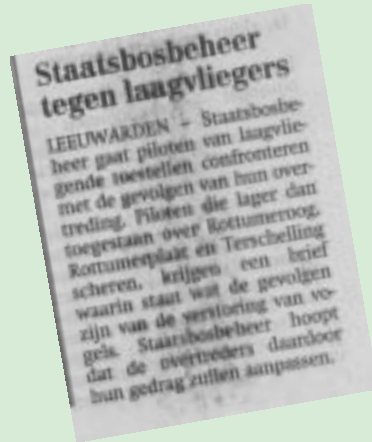 Staatsbosbeheer
tegen laagvliegers
LEEUWARDEN – Staatsbosbe-
heer gaat piloten van laagvlie-
gende toestellen confronteren
met de gevolgen van hun over-
treding. Piloten die lager dan
toegestaan over Rottumeroog,
Rottumerplaat en Terschelling
scheren, krijgen een brief
waarin staat wat de gevolgen
zijn van de verstoring van vo-
gels. Staatsbosbeheer hoopt
dat de overtreders daardoor
hun gedrag zullen aanpassen.